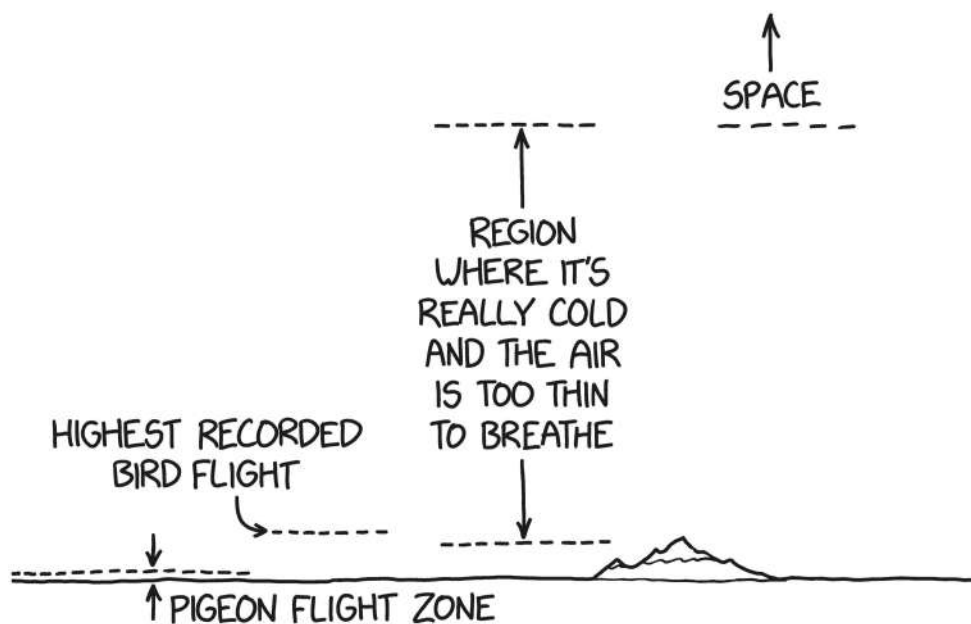 SPACE
REGION
WHERE IT'S
REALLY COLD
AND THE AIR
IS TOO THIN
TO BREATHE
HIGHEST RECORDED
BIRD FLIGHT
PIGEON FLIGHT ZONE